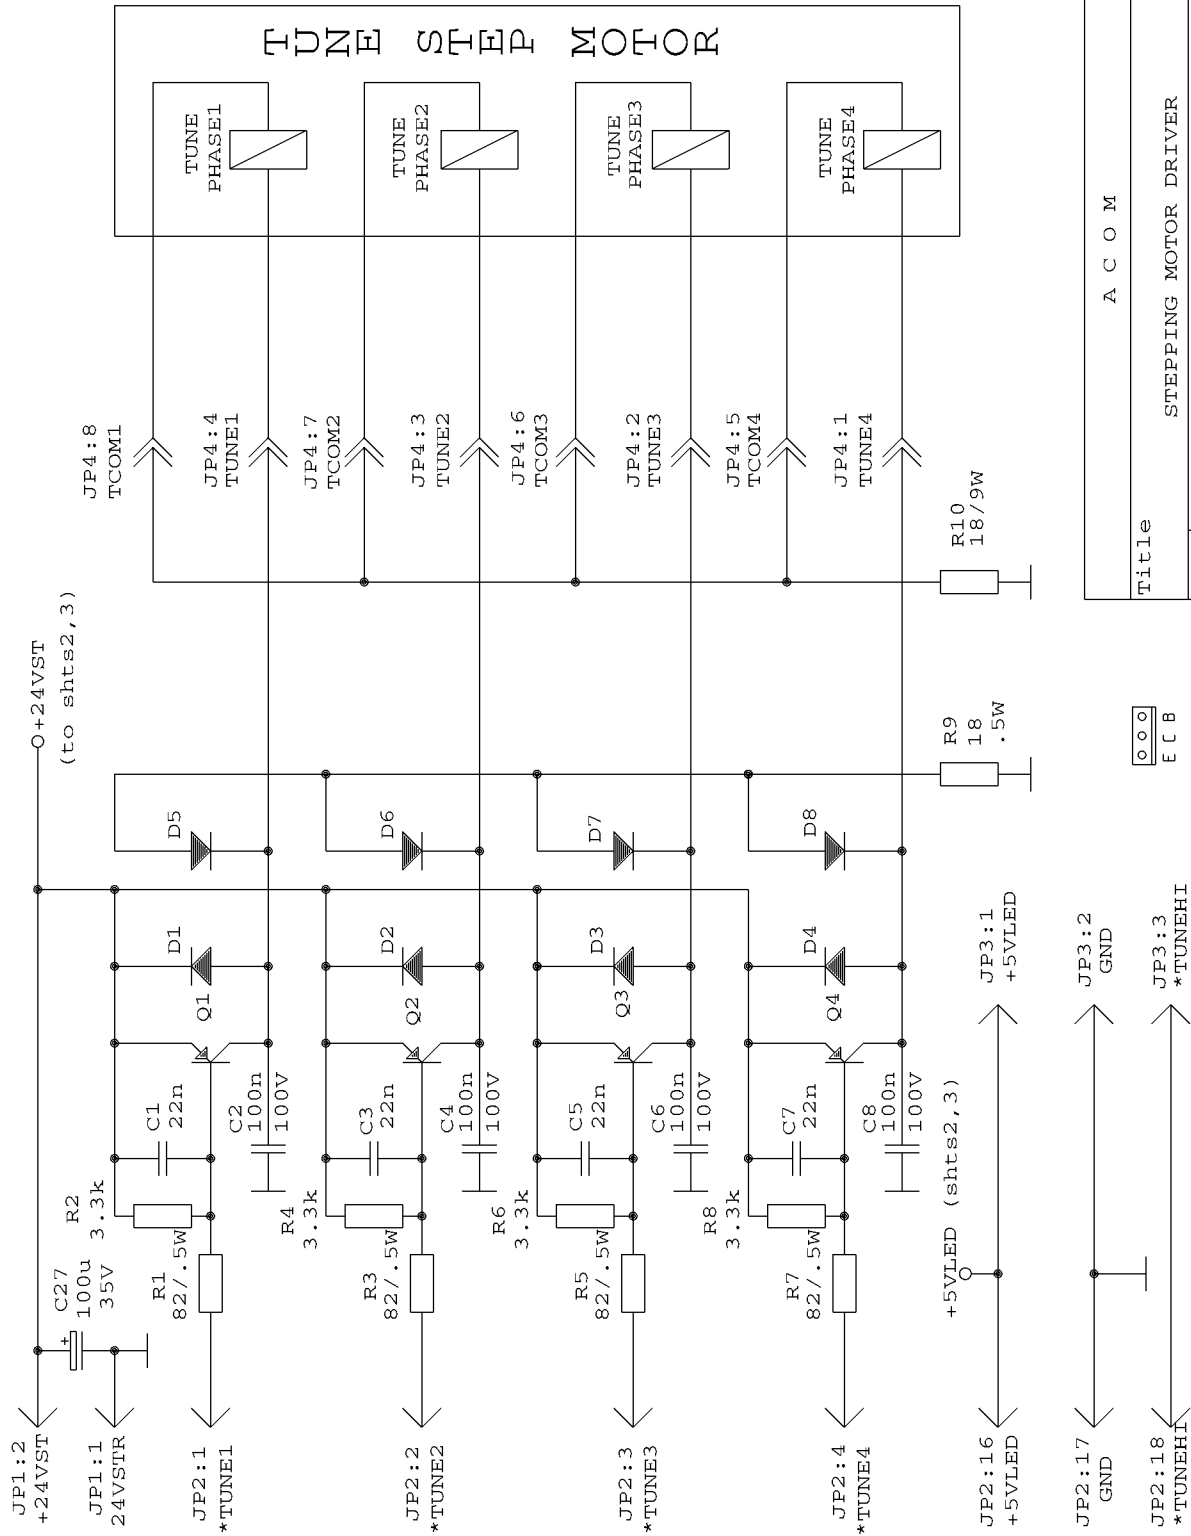 TUNE STEP MOTOR
TUNE
PHASE1
TUNE
PHASE2
TUNE
PHASE3
TUNE
PHASE4
JP4:8
TCOM1
JP4:4
TUNE1
JP4:7
TCOM2
JP4:3
TUNE2
JP4:6
TCOM3
JP4:2
TUNE3
JP4:5
TCOM4
JP4:1
TUNE4
R10
18/9W
A C O M
Title
STEPPING MOTOR DRIVER
+24VST
(to shts2,3)
R9
18
.5W
E C B
D5
D6
D7
D8
D1
D2
D3
D4
Q1
Q2
Q3
Q4
C1
22n
C2
100n
100V
C3
22n
C4
100n
100V
C5
22n
C6
100n
100V
C7
22n
C8
100n
100V
R2
3.3k
R4
3.3k
R6
3.3k
R8
3.3k
C27
100u
35V
+
R1
82/.5W
R3
82/.5W
R5
82/.5W
R7
82/.5W
+5VLED (shts2,3)
JP3:1
+5VLED
JP3:2
GND
JP3:3
*TUNEHI
JP1:2
+24VST
JP1:1
24VSTR
JP2:1
*TUNE1
JP2:2
*TUNE2
JP2:3
*TUNE3
JP2:4
*TUNE4
JP2:16
+5VLED
JP2:17
GND
JP2:18
*TUNEHI